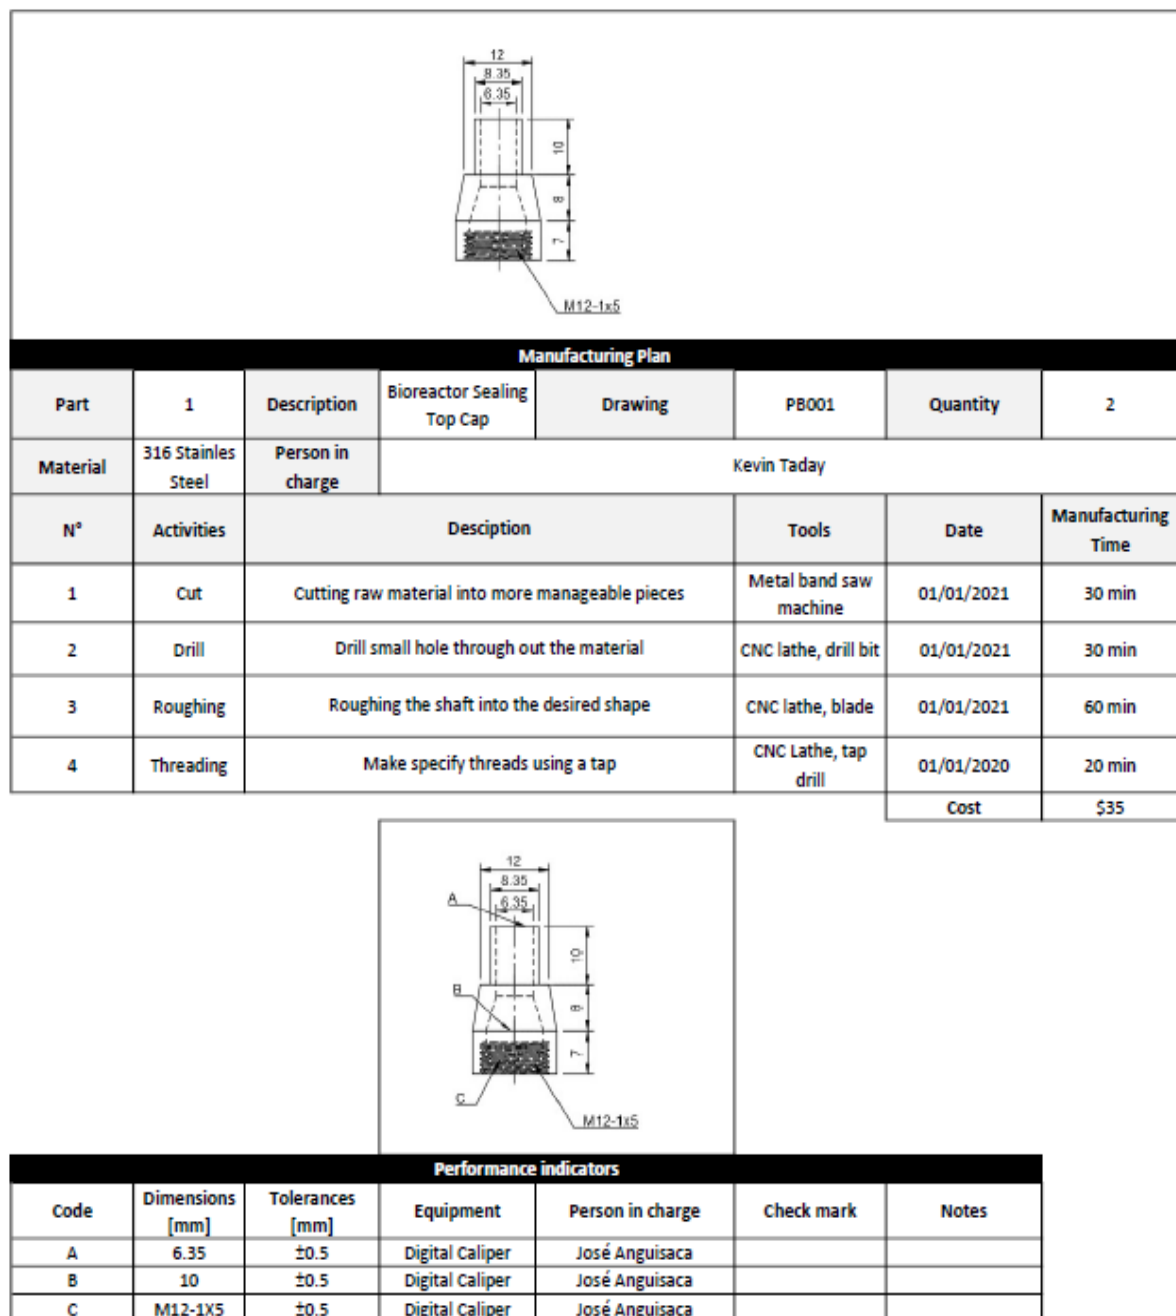 12
8.35
6.35
10
8
7
M12-1x5
Manufacturing Plan
Part 1 Description Bioreactor Sealing Top Cap Drawing PB001 Quantity 2
Material 316 Stainles Steel Person in charge Kevin Taday
N° Activities Desciption Tools Date Manufacturing Time
1 Cut Cutting raw material into more manageable pieces Metal band saw machine 01/01/2021 30 min
2 Drill Drill small hole through out the material CNC lathe, drill bit 01/01/2021 30 min
3 Roughing Roughing the shaft into the desired shape CNC lathe, blade 01/01/2021 60 min
4 Threading Make specify threads using a tap CNC Lathe, tap drill 01/01/2020 20 min
Cost $35
12
8.35
A 6.35
10
B
8
7
C
M12-1x5
Performance indicators
Code Dimensions [mm] Tolerances [mm] Equipment Person in charge Check mark Notes
A 6.35 ±0.5 Digital Caliper José Anguisaca
B 10 ±0.5 Digital Caliper José Anguisaca
C M12-1X5 ±0.5 Digital Caliper José Anguisaca